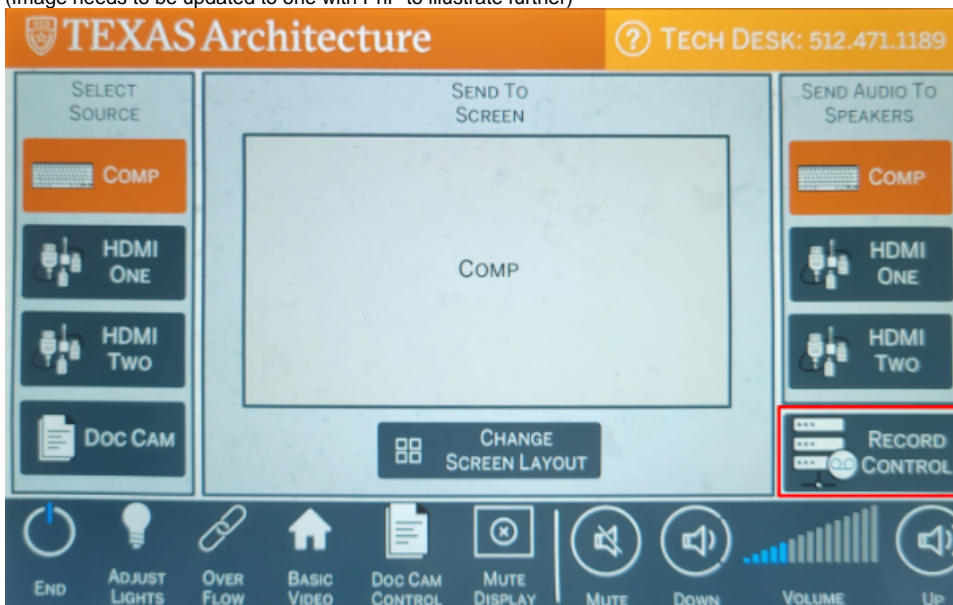 (image needs to be updated to one with PnP to illustrate further)
TEXAS Architecture
? TECH DESK: 512.471.1189
SELECT
SOURCE
COMP
HDMI
ONE
HDMI
TWO
DOC CAM
SEND TO
SCREEN
COMP
CHANGE
SCREEN LAYOUT
SEND AUDIO TO
SPEAKERS
COMP
HDMI
ONE
HDMI
TWO
RECORD
CONTROL
END
ADJUST
LIGHTS
OVER
FLOW
BASIC
VIDEO
DOC CAM
CONTROL
MUTE
DISPLAY
MUTE
DOWN
VOLUME
UP